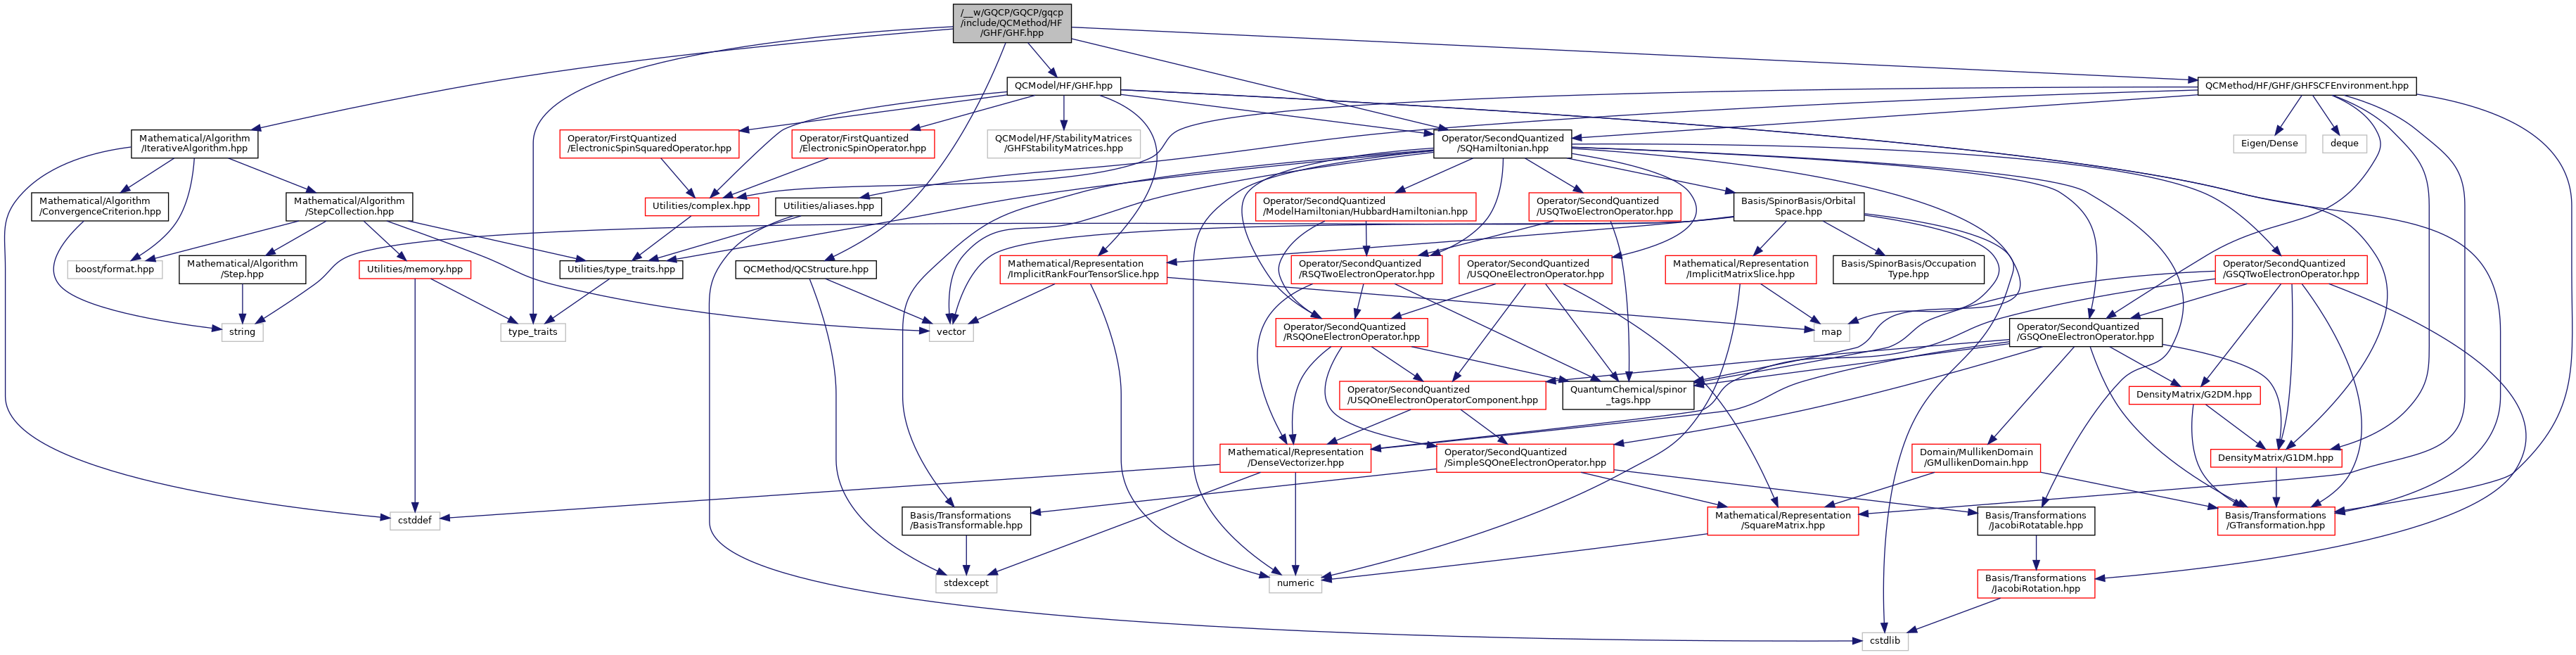 /__w/GQCP/GQCP/gqcp
/include/QCMethod/HF
/GHF/GHF.hpp
QCModel/HF/GHF.hpp
QCMethod/HF/GHF/GHFSCFEnvironment.hpp
Mathematical/Algorithm
/IterativeAlgorithm.hpp
Operator/FirstQuantized
/ElectronicSpinSquaredOperator.hpp
Operator/FirstQuantized
/ElectronicSpinOperator.hpp
QCModel/HF/StabilityMatrices
/GHFStabilityMatrices.hpp
Operator/SecondQuantized
/SQHamiltonian.hpp
Eigen/Dense
deque
Mathematical/Algorithm
/ConvergenceCriterion.hpp
Mathematical/Algorithm
/StepCollection.hpp
Utilities/complex.hpp
Utilities/aliases.hpp
Operator/SecondQuantized
/ModelHamiltonian/HubbardHamiltonian.hpp
Operator/SecondQuantized
/USQTwoElectronOperator.hpp
Basis/SpinorBasis/Orbital
Space.hpp
boost/format.hpp
Mathematical/Algorithm
/Step.hpp
Utilities/memory.hpp
Utilities/type_traits.hpp
QCMethod/QCStructure.hpp
Mathematical/Representation
/ImplicitRankFourTensorSlice.hpp
Operator/SecondQuantized
/RSQTwoElectronOperator.hpp
Operator/SecondQuantized
/USQOneElectronOperator.hpp
Mathematical/Representation
/ImplicitMatrixSlice.hpp
Basis/SpinorBasis/Occupation
Type.hpp
Operator/SecondQuantized
/GSQTwoElectronOperator.hpp
string
type_traits
vector
Operator/SecondQuantized
/RSQOneElectronOperator.hpp
map
Operator/SecondQuantized
/GSQOneElectronOperator.hpp
Operator/SecondQuantized
/USQOneElectronOperatorComponent.hpp
QuantumChemical/spinor
_tags.hpp
DensityMatrix/G2DM.hpp
Mathematical/Representation
/DenseVectorizer.hpp
Operator/SecondQuantized
/SimpleSQOneElectronOperator.hpp
Domain/MullikenDomain
/GMullikenDomain.hpp
DensityMatrix/G1DM.hpp
cstddef
Basis/Transformations
/BasisTransformable.hpp
Mathematical/Representation
/SquareMatrix.hpp
Basis/Transformations
/JacobiRotatable.hpp
Basis/Transformations
/GTransformation.hpp
stdexcept
numeric
Basis/Transformations
/JacobiRotation.hpp
cstdlib